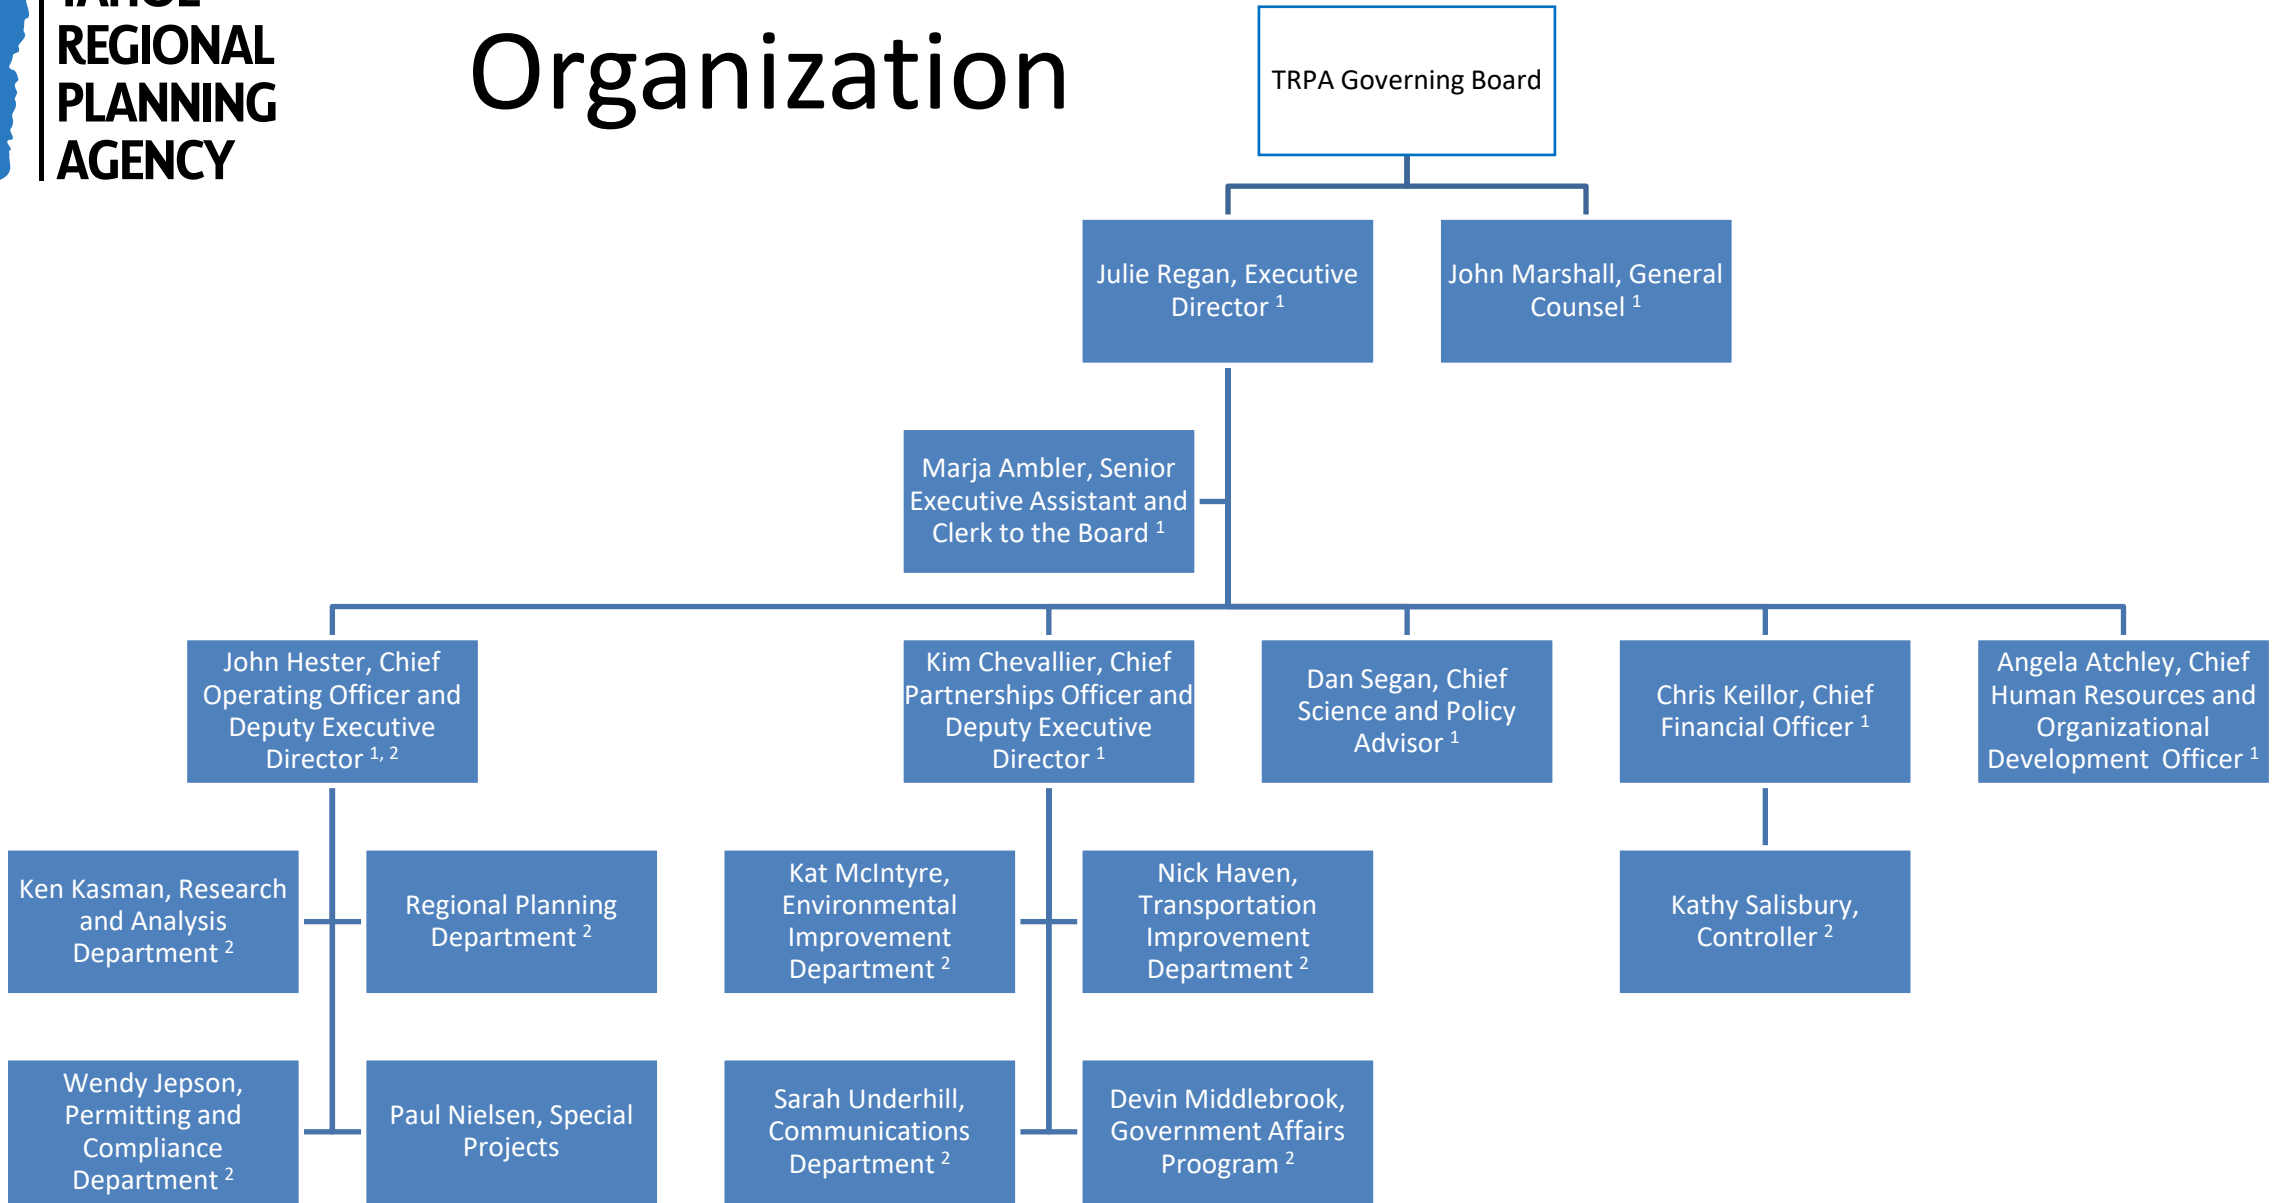 TAHOE
REGIONAL
PLANNING
AGENCY
Organization
TRPA Governing Board
Julie Regan, Executive
Director 1
John Marshall, General
Counsel 1
Marja Ambler, Senior
Executive Assistant and
Clerk to the Board 1
John Hester, Chief
Operating Officer and
Deputy Executive
Director 1, 2
Kim Chevallier, Chief
Partnerships Officer and
Deputy Executive
Director 1
Dan Segan, Chief
Science and Policy
Advisor 1
Chris Keillor, Chief
Financial Officer 1
Angela Atchley, Chief
Human Resources and
Organizational
Development  Officer 1
Ken Kasman, Research
and Analysis
Department 2
Regional Planning
Department 2
Kat McIntyre,
Environmental
Improvement
Department 2
Nick Haven,
Transportation
Improvement
Department 2
Kathy Salisbury,
Controller 2
Wendy Jepson,
Permitting and
Compliance
Department 2
Paul Nielsen, Special
Projects
Sarah Underhill,
Communications
Department 2
Devin Middlebrook,
Government Affairs
Proogram 2